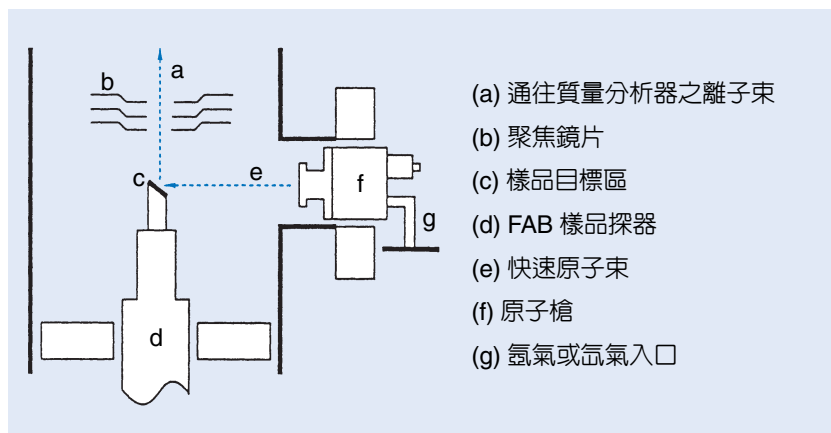 a
b
c
e
f
g
d
(a) 通往質量分析器之離子束
(b) 聚焦鏡片
(c) 樣品目標區
(d) FAB 樣品探器
(e) 快速原子束
(f) 原子槍
(g) 氬氣或氙氣入口